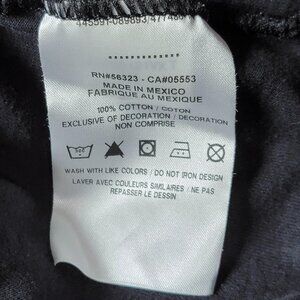 RN#56323 - CA#05553
MADE IN MEXICO
FABRIQUE AU MEXIQUE
100% COTTON / COTON
EXCLUSIVE OF DECORATION / DECORATION
NON COMPRISE
WASH WITH LIKE COLORS / DO NOT IRON DESIGN
LAVER AVEC COULEURS SIMILAIRES / NE PAS
REPASSER LE DESSIN